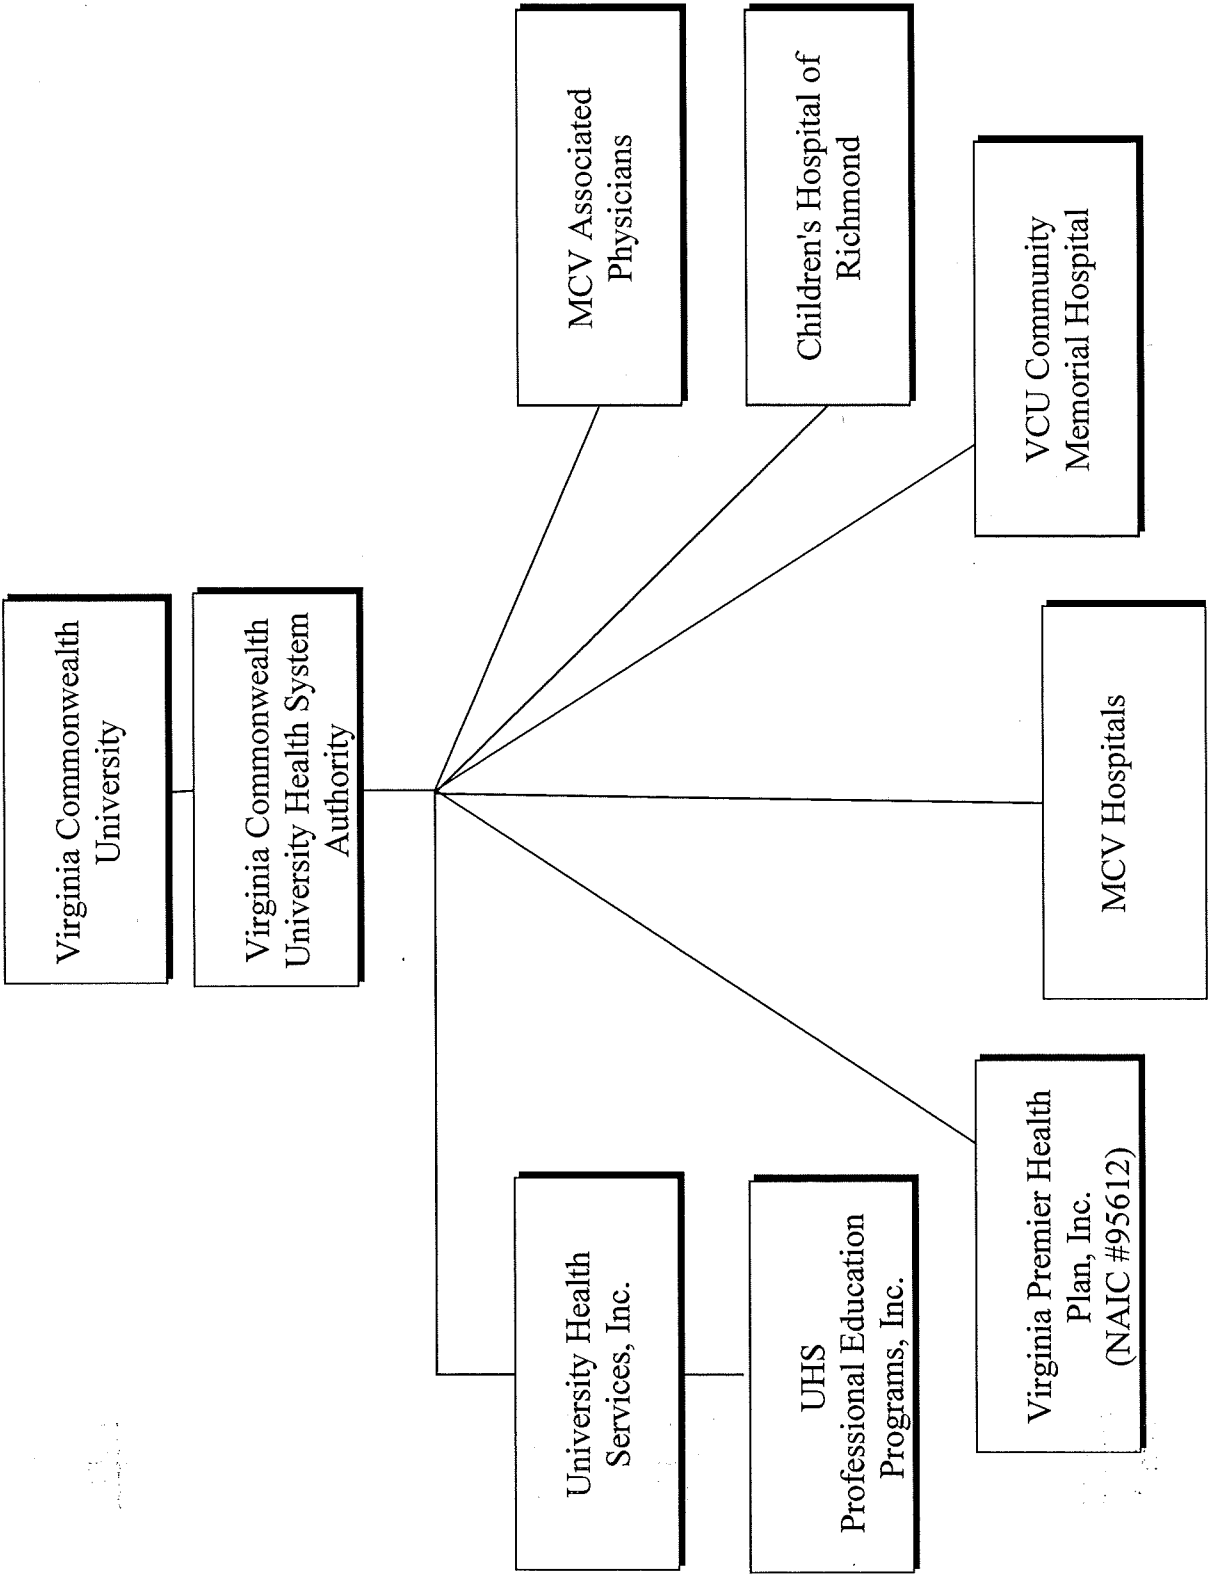 Virginia Commonwealth
University
Virginia Commonwealth
University Health System
Authority
University Health
Services, Inc.
MCV Associated
Physicians
UHS
Professional Education
Programs, Inc.
Children's Hospital of
Richmond
Virginia Premier Health
Plan, Inc.
(NAIC #95612)
MCV Hospitals
VCU Community
Memorial Hospital